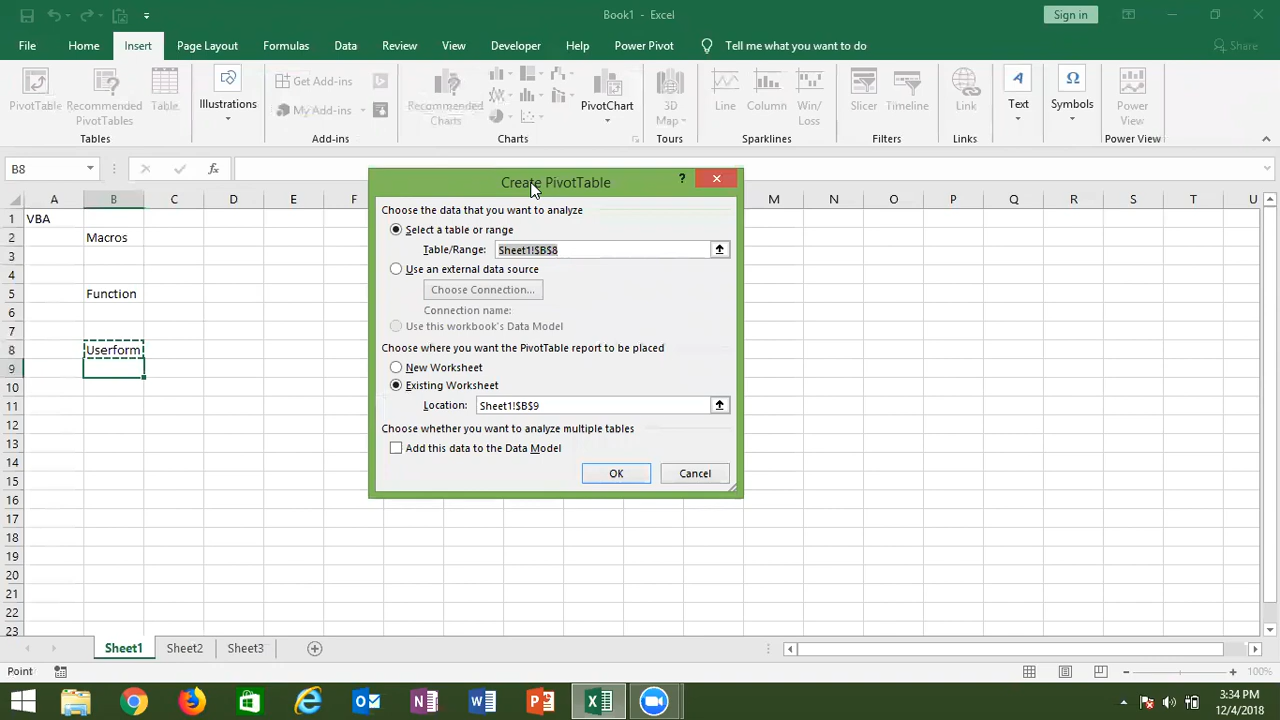 Book1 - Excel
Sign in
File Home Insert Page Layout Formulas Data Review View Developer Help Power Pivot Tell me what you want to do Share
PivotTable
Recommended PivotTables
Table
Tables
Illustrations
Get Add-ins
My Add-ins
Add-ins
Recommended Charts
PivotChart
Charts
3D Map
Tours
Line
Column
Win/ Loss
Sparklines
Slicer
Timeline
Filters
Link
Links
Text
Symbols
Power View
Power View
B8
fx
A B C D E F M N O P Q R S T U
1 VBA
2 Macros
3
4
5 Function
6
7
8 Userform
9
10
11
12
13
14
15
16
17
18
19
20
21
22
23
Create PivotTable
?
Choose the data that you want to analyze
Select a table or range
Table/Range: Sheet1!$B$8
Use an external data source
Choose Connection...
Connection name:
Use this workbook's Data Model
Choose where you want the PivotTable report to be placed
New Worksheet
Existing Worksheet
Location: Sheet1!$B$9
Choose whether you want to analyze multiple tables
Add this data to the Data Model
OK Cancel
Sheet1 Sheet2 Sheet3
Point
100%
3:34 PM
12/4/2018